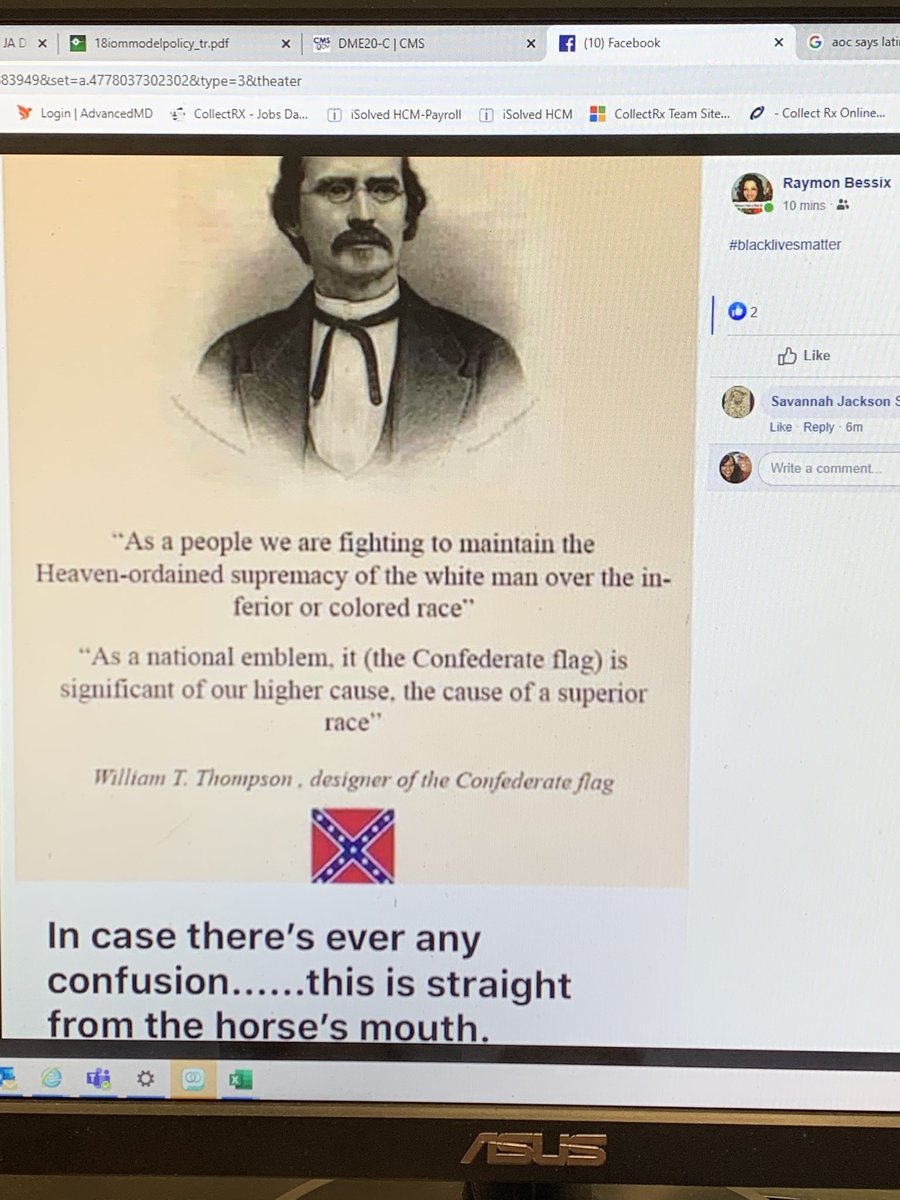 JA D
18iommodelpolicy_tr.pdf
DME20-C | CMS
(10) Facebook
aoc says lati
83949&set=a.4778037302302&type=3&theater
Login | AdvancedMD
CollectRX - Jobs Da...
iSolved HCM-Payroll
iSolved HCM
CollectRx Team Site...
- Collect Rx Online...
Raymon Bessix
10 mins ·
#blacklivesmatter
2
Like
Savannah Jackson S
Like · Reply · 6m
Write a comment...
“As a people we are fighting to maintain the
Heaven-ordained supremacy of the white man over the in-
ferior or colored race”
“As a national emblem, it (the Confederate flag) is
significant of our higher cause, the cause of a superior
race”
William T. Thompson , designer of the Confederate flag
In case there’s ever any
confusion......this is straight
from the horse’s mouth.
ASUS